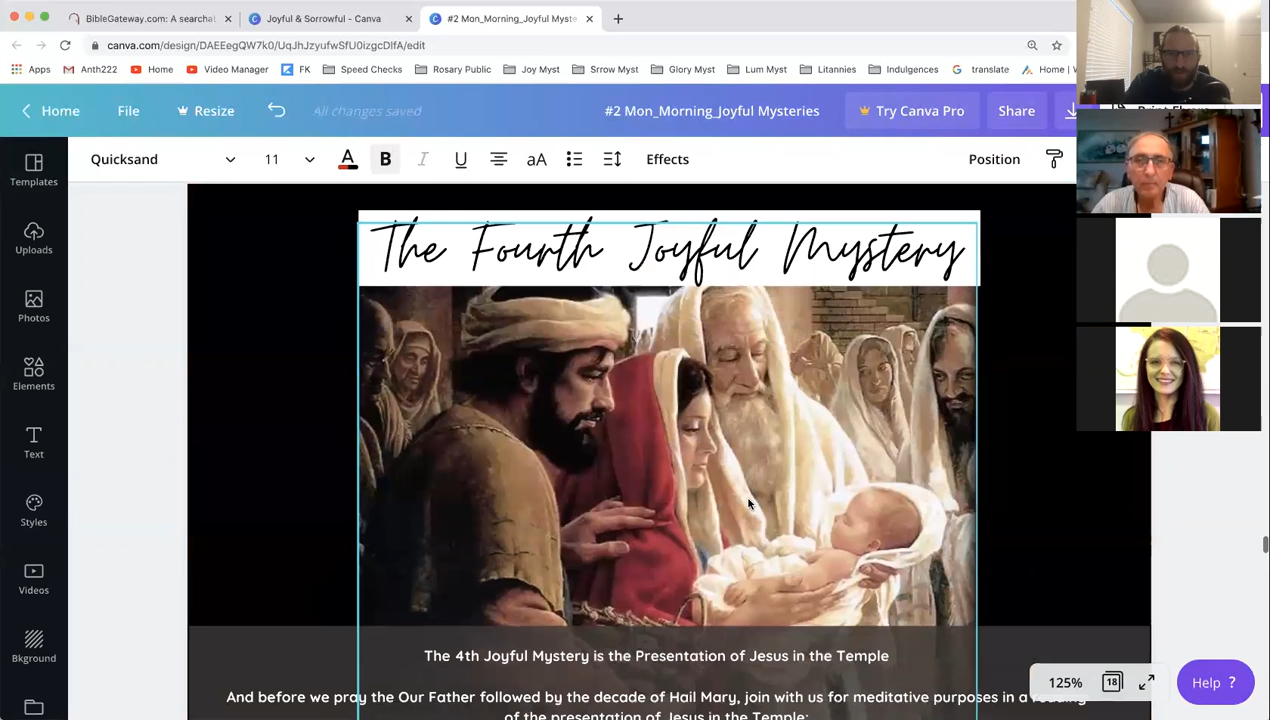 BibleGateway.com: A searchab
Joyful & Sorrowful - Canva
#2 Mon_Morning_Joyful Myste
canva.com/design/DAEEegQW7k0/UqJhJzyufwSfU0izgcDlfA/edit
Apps Anth222 Home Video Manager FK Speed Checks Rosary Public Joy Myst Srrow Myst Glory Myst Lum Myst Litannies Indulgences translate Home |
Home File Resize All changes saved #2 Mon_Morning_Joyful Mysteries Try Canva Pro Share
Quicksand 11 A B I U aA Effects Position
Templates
Uploads
Photos
Elements
Text
Styles
Videos
Bkground
The Fourth Joyful Mystery
The 4th Joyful Mystery is the Presentation of Jesus in the Temple
And before we pray the Our Father followed by the decade of Hail Mary, join with us for meditative purposes in a reading
of the presentation of Jesus in the Temple:
125% 18 Help ?